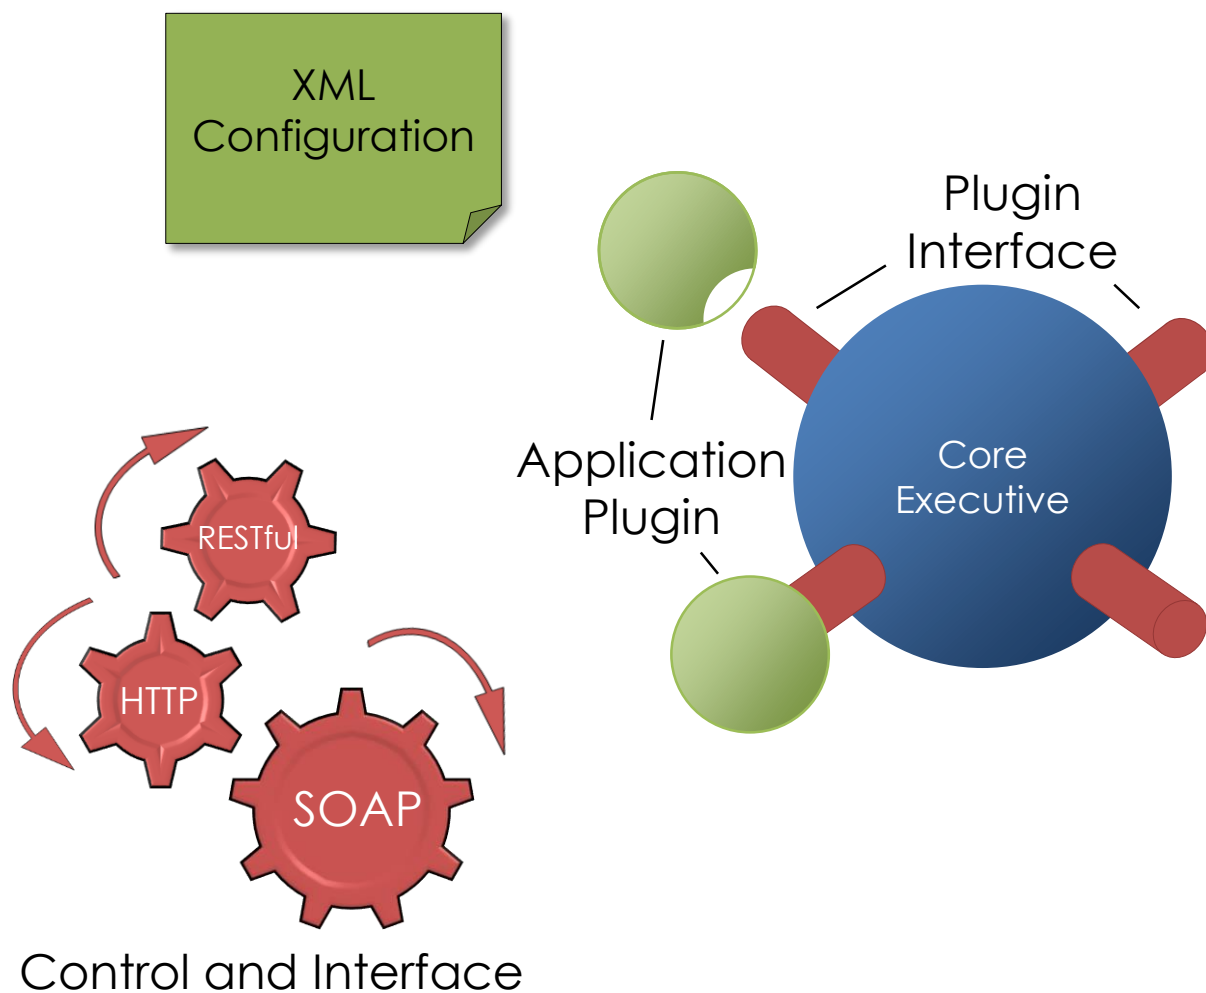 XML
Configuration
Plugin
Interface
Application
Plugin
Core
Executive
RESTful
HTTP
SOAP
Control and Interface